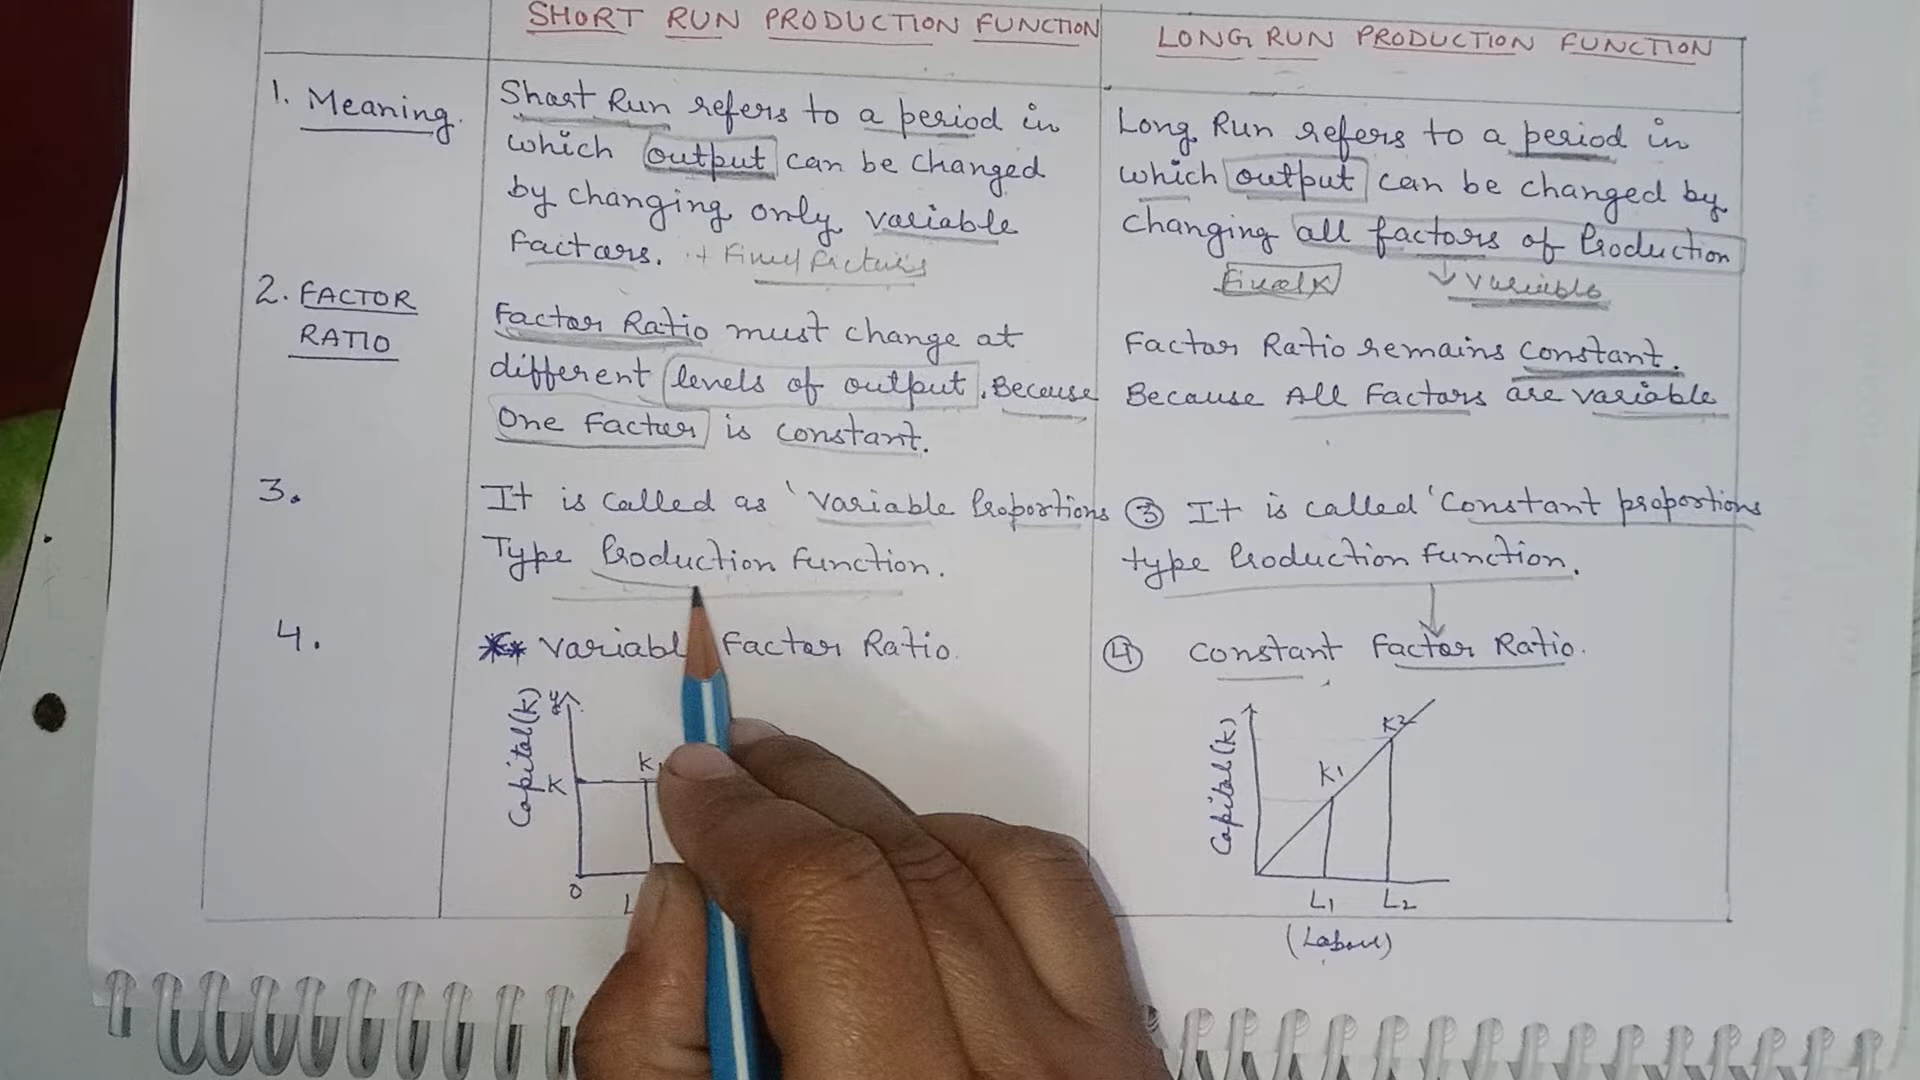 SHORT RUN PRODUCTION FUNCTION
LONG RUN PRODUCTION FUNCTION
1. Meaning.
Short Run refers to a period in
which output can be changed
by changing only variable
Factors. +
Long Run refers to a period in
which output can be changed by
changing all factors of Production
Fixed X ↓ variable
2. FACTOR
RATIO
Factor Ratio must change at
different levels of output. Because
One Factor is constant.
Factor Ratio remains constant.
Because All Factors are variable
3.
It is called as 'variable Proportions
Type Production Function.
③ It is called 'Constant proportions
type Production function.
4.
variabl Factor Ratio.
④ constant Factor Ratio.
Capital(K)
y
K
K1
O
L
Capital(K)
K1
K2
L1
L2
(Labour)